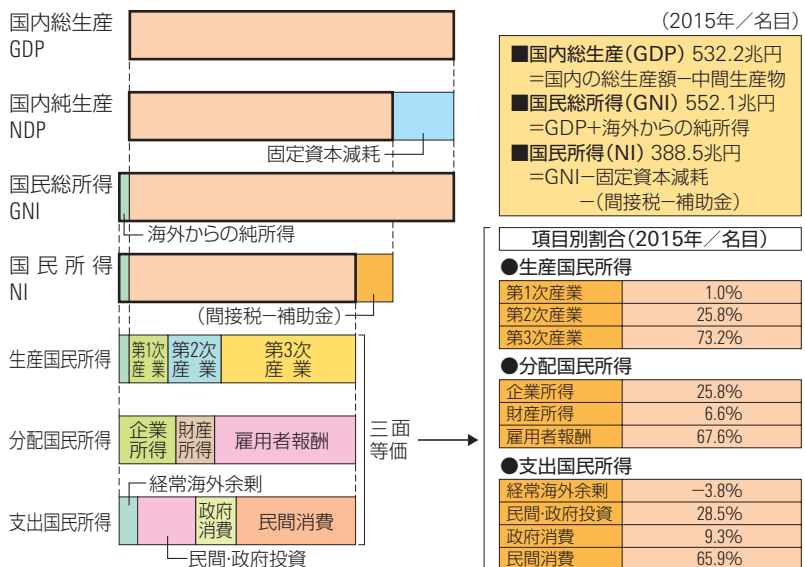 国内総生産
GDP
国内純生産
NDP
固定資本減耗
国民総所得
GNI
海外からの純所得
国民所得
NI
(間接税−補助金)
生産国民所得
第1次
産業
第2次
産業
第3次
産業
分配国民所得
企業
所得
財産
所得
雇用者報酬
三面
等価
経常海外余剰
支出国民所得
政府
消費
民間消費
民間·政府投資
(2015年/名目)
■国内総生産(GDP) 532.2兆円
=国内の総生産額−中間生産物
■国民総所得(GNI) 552.1兆円
=GDP+海外からの純所得
■国民所得(NI) 388.5兆円
=GNI−固定資本減耗
−(間接税−補助金)
項目別割合(2015年/名目)
●生産国民所得
第1次産業 1.0%
第2次産業 25.8%
第3次産業 73.2%
●分配国民所得
企業所得 25.8%
財産所得 6.6%
雇用者報酬 67.6%
●支出国民所得
経常海外余剰 −3.8%
民間·政府投資 28.5%
政府消費 9.3%
民間消費 65.9%